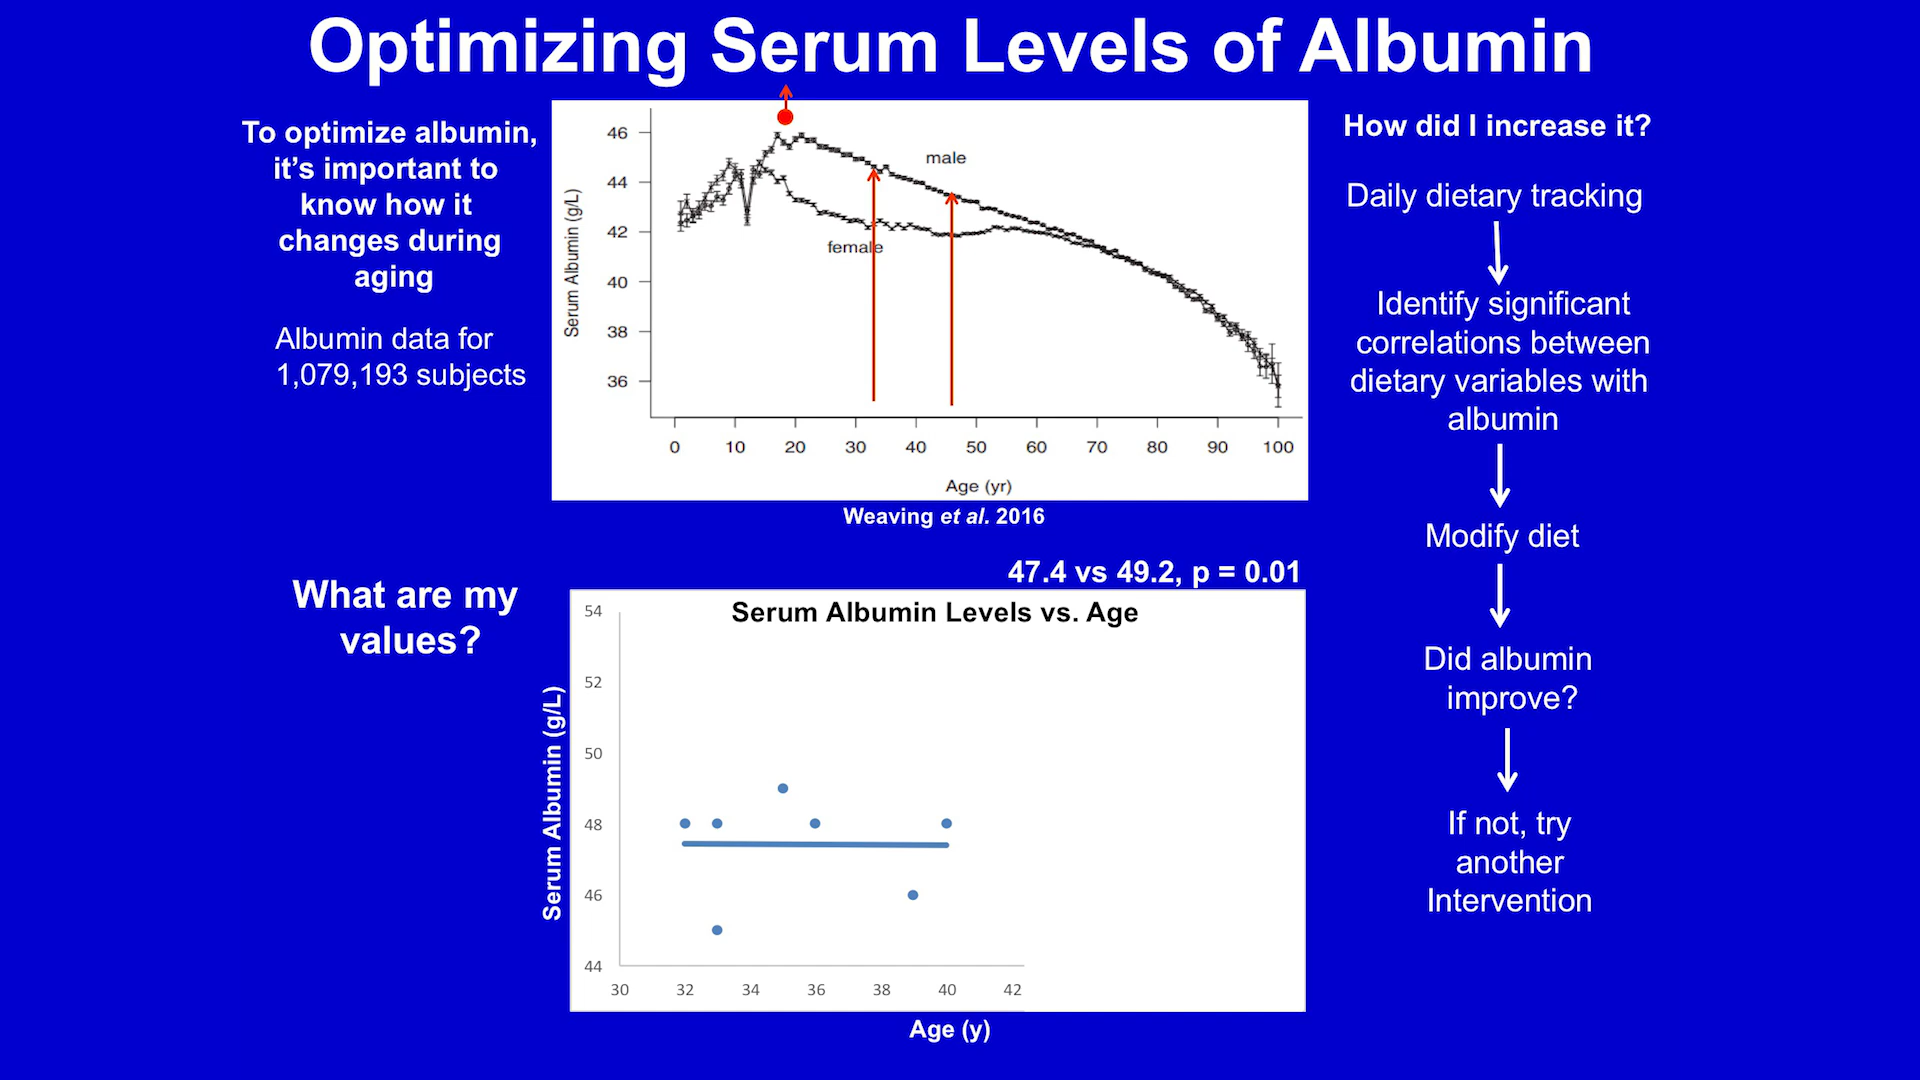 Optimizing Serum Levels of Albumin
To optimize albumin,
it's important to
know how it
changes during
aging
Albumin data for
1,079,193 subjects
46
44
42
40
38
36
Serum Albumin (g/L)
male
female
0 10 20 30 40 50 60 70 80 90 100
Age (yr)
Weaving et al. 2016
What are my
values?
47.4 vs 49.2, p = 0.01
Serum Albumin Levels vs. Age
54
52
50
48
46
44
Serum Albumin (g/L)
30 32 34 36 38 40 42
Age (y)
How did I increase it?
Daily dietary tracking
Identify significant
correlations between
dietary variables with
albumin
Modify diet
Did albumin
improve?
If not, try
another
Intervention